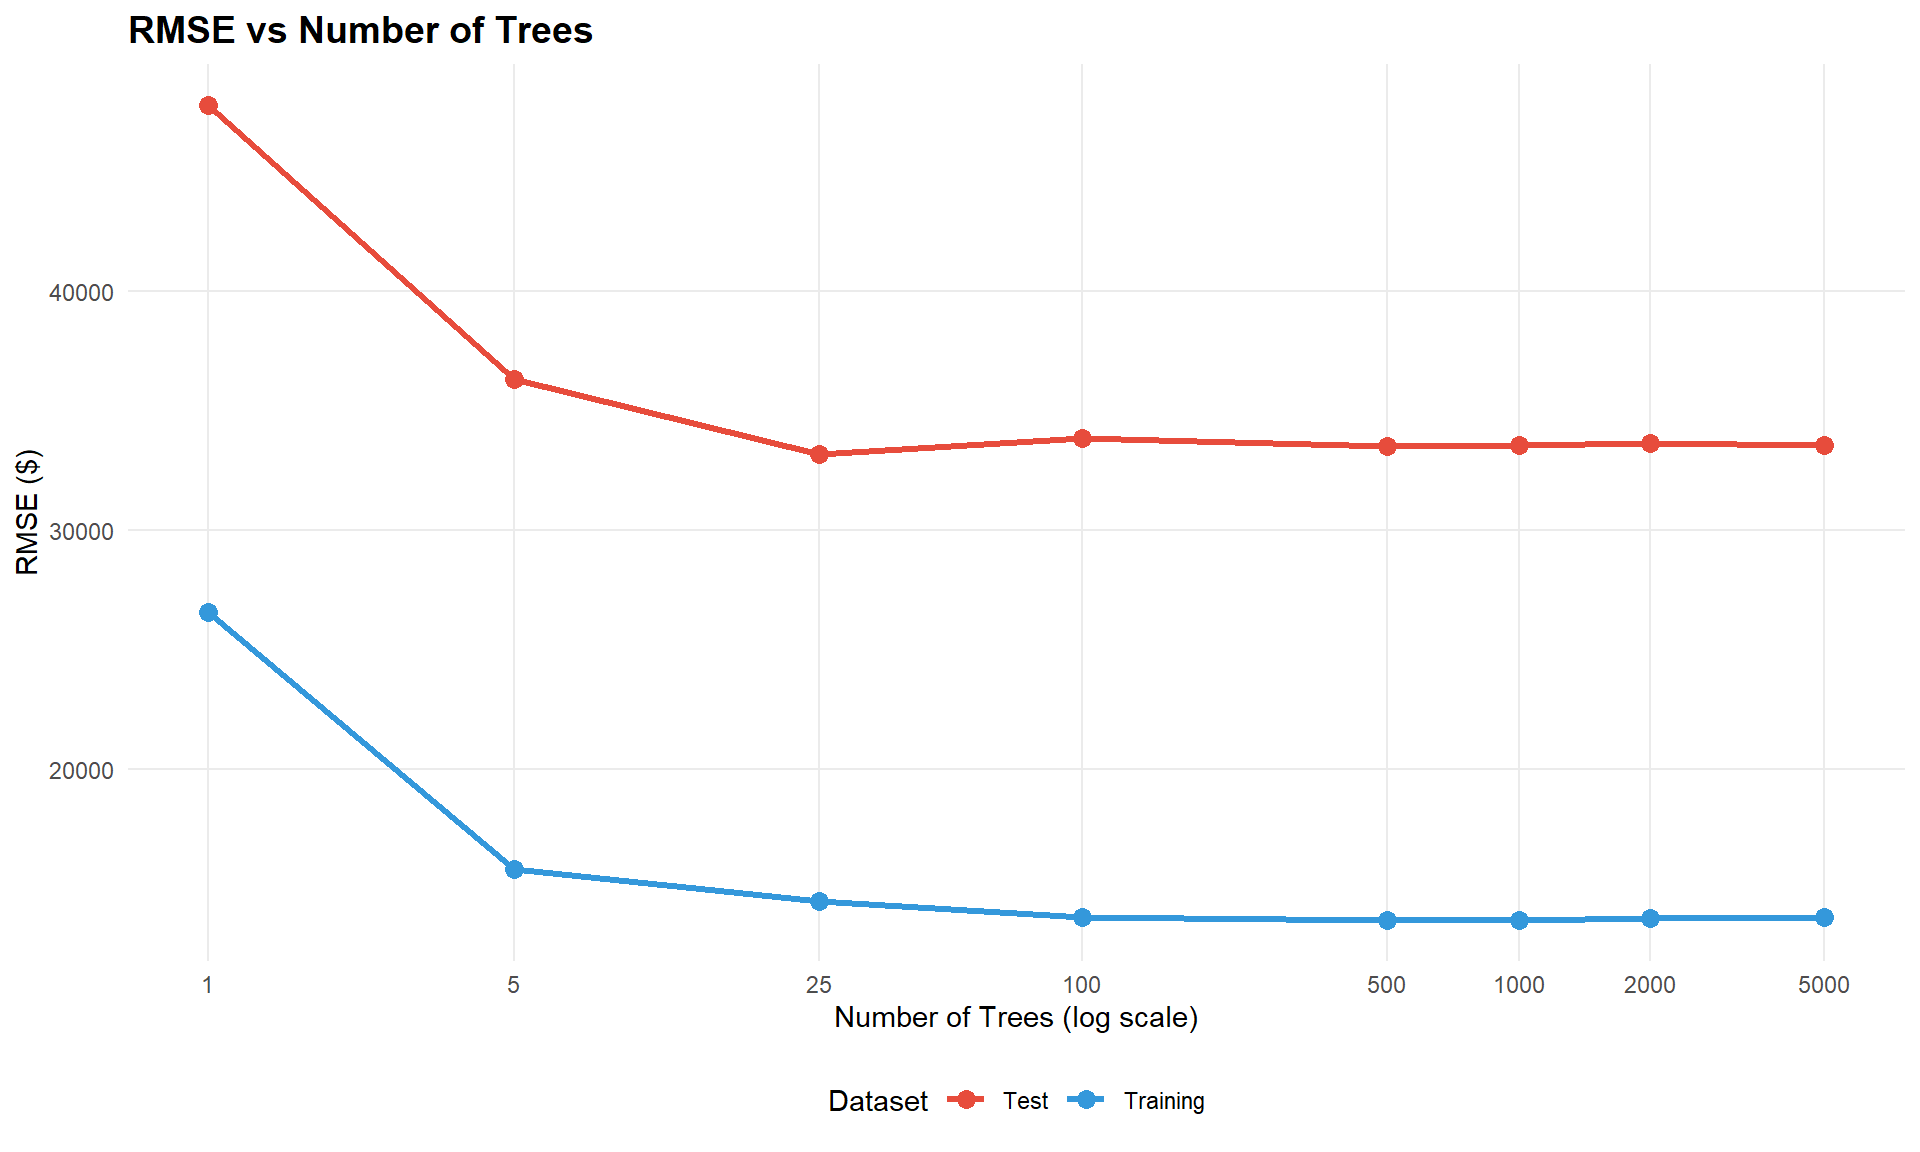 RMSE vs Number of Trees
RMSE ($)
40000
30000
20000
1 5 25 100 500 1000 2000 5000
Number of Trees (log scale)
Dataset Test Training